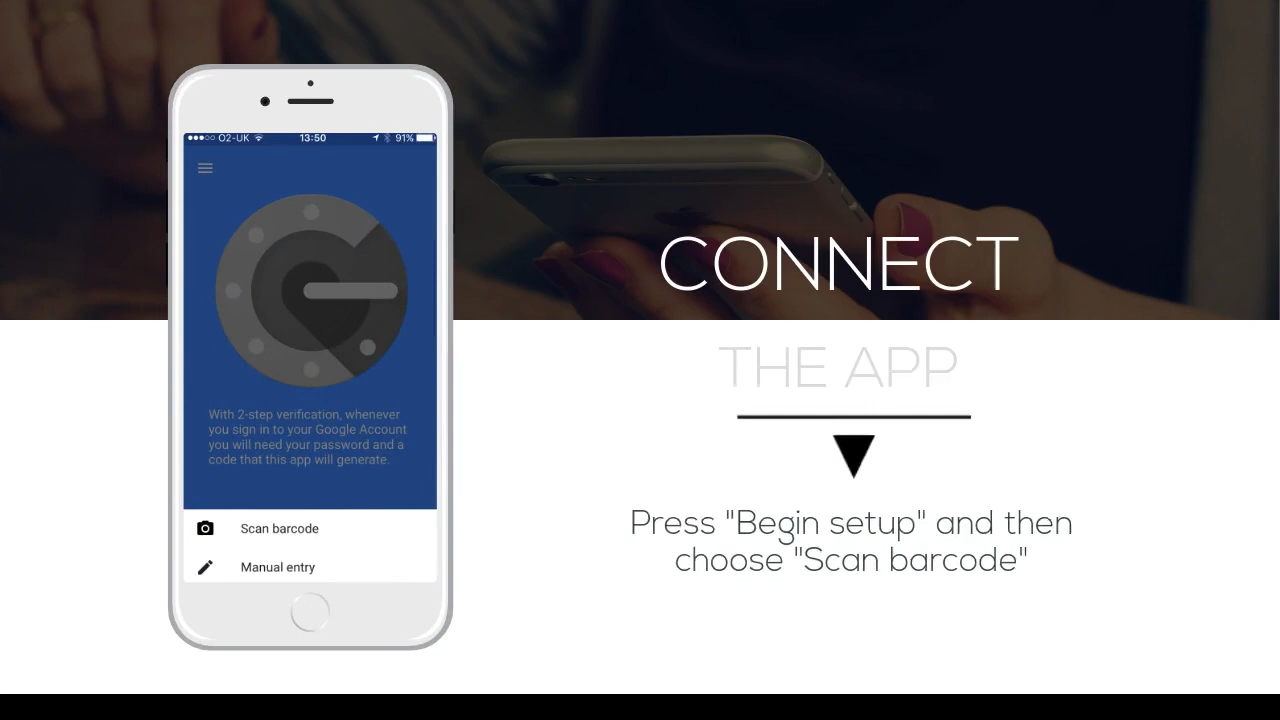 O2-UK 13:50 91%
With 2-step verification, whenever
you sign in to your Google Account
you will need your password and a
code that this app will generate.
Scan barcode
Manual entry
CONNECT
THE APP
Press "Begin setup" and then
choose "Scan barcode"